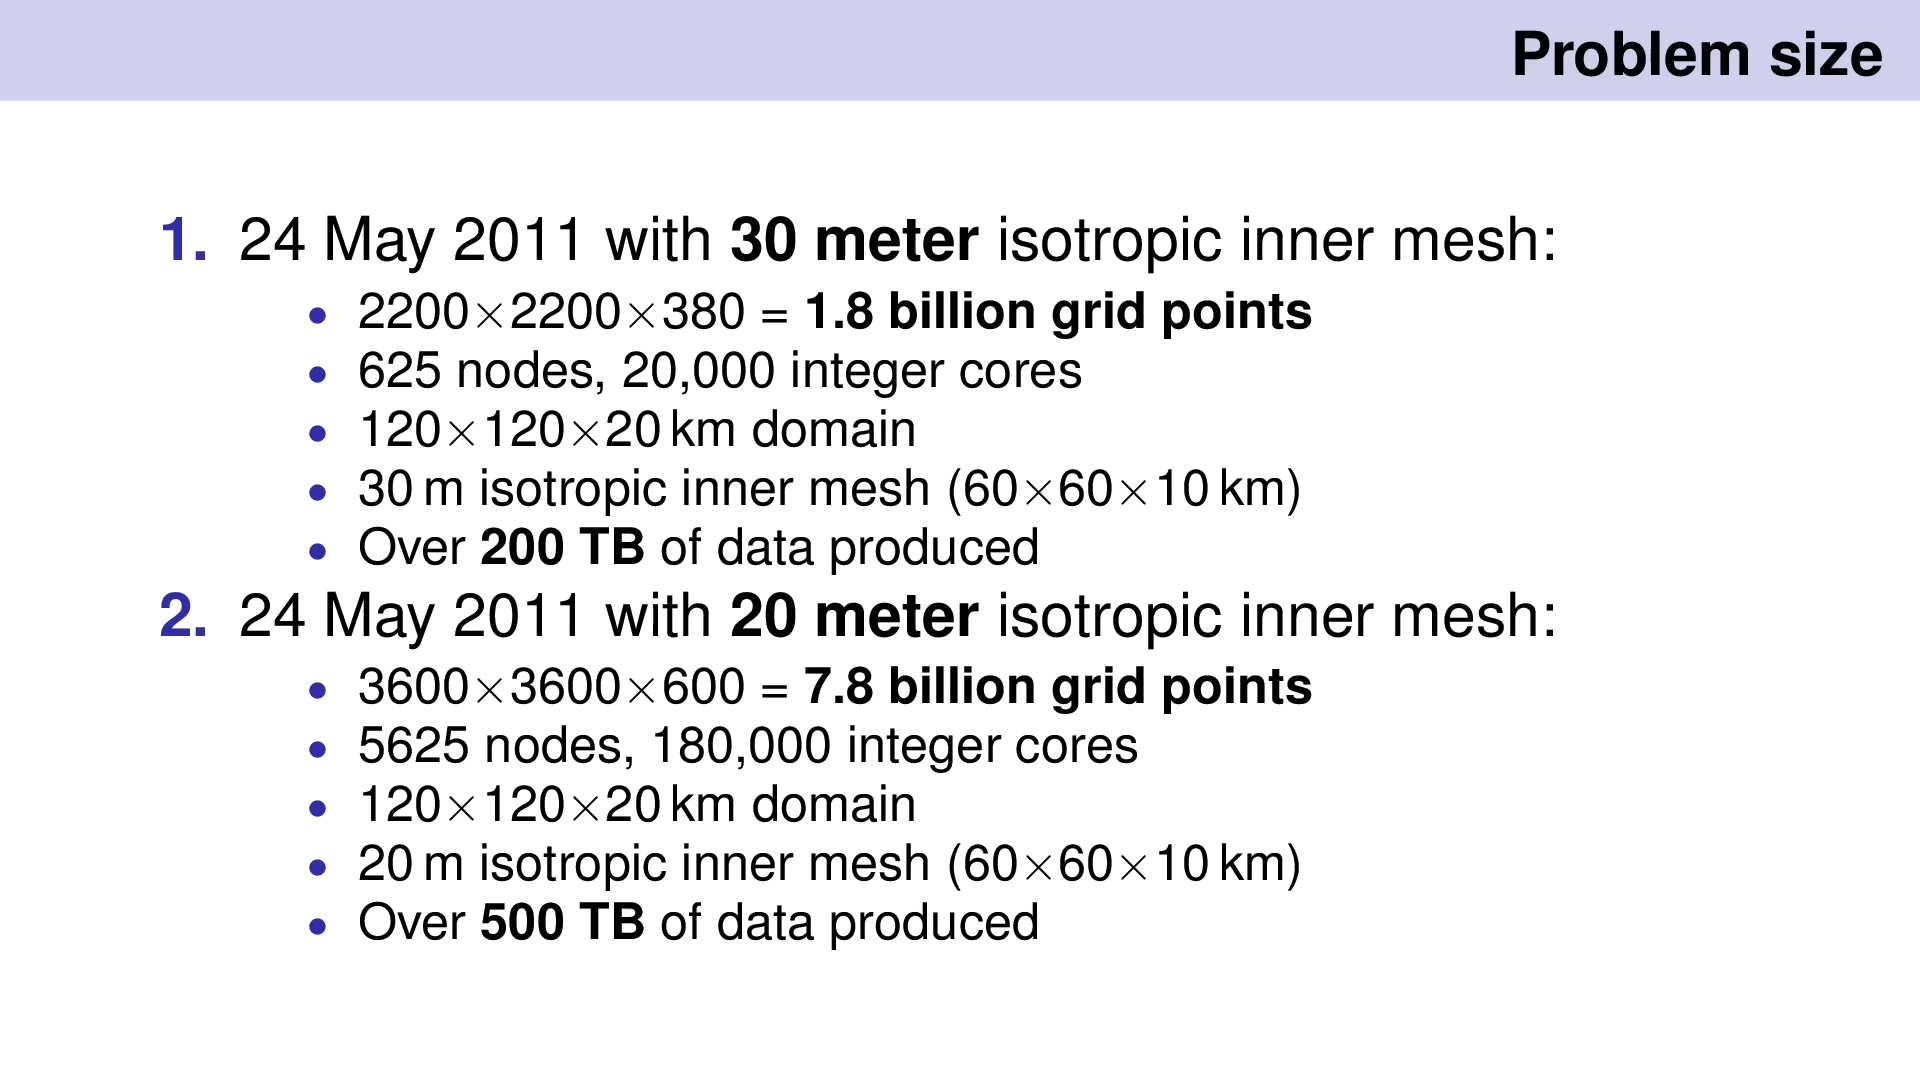 Problem size
1. 24 May 2011 with 30 meter isotropic inner mesh:
• 2200×2200×380 = 1.8 billion grid points
• 625 nodes, 20,000 integer cores
• 120×120×20 km domain
• 30 m isotropic inner mesh (60×60×10 km)
• Over 200 TB of data produced
2. 24 May 2011 with 20 meter isotropic inner mesh:
• 3600×3600×600 = 7.8 billion grid points
• 5625 nodes, 180,000 integer cores
• 120×120×20 km domain
• 20 m isotropic inner mesh (60×60×10 km)
• Over 500 TB of data produced